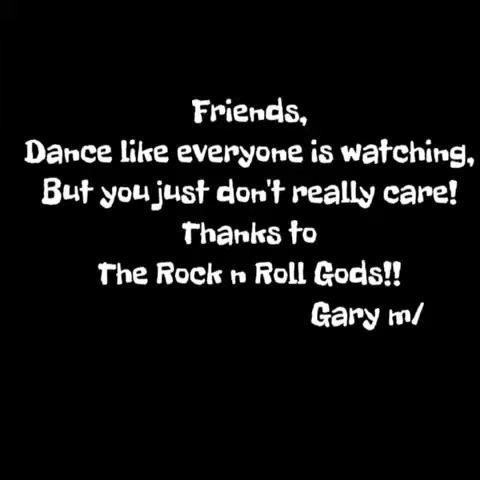 Friends,
Dance like everyone is watching,
But you just don't really care!
Thanks to
The Rock n Roll Gods!!
Gary m/